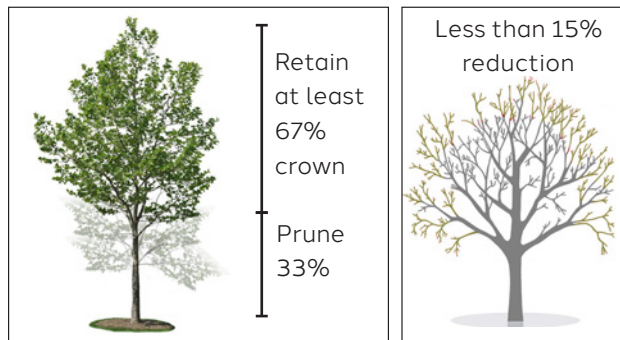 Retain
at least
67%
crown
Prune
33%
Less than 15%
reduction